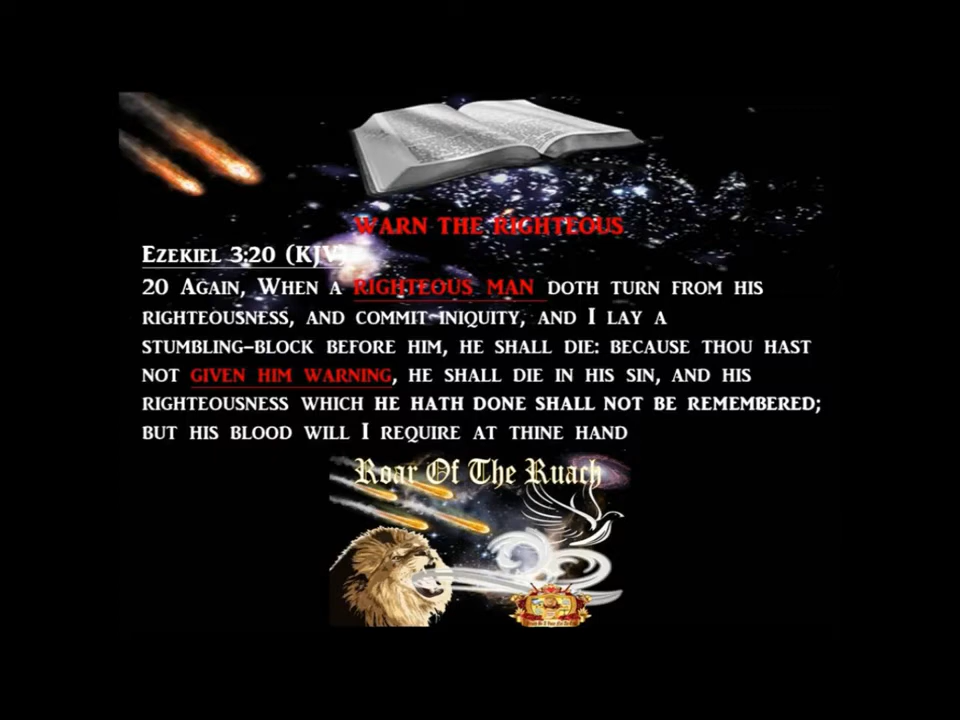 WARN THE RIGHTEOUS
EZEKIEL 3:20 (KJV)
20 AGAIN, WHEN A RIGHTEOUS MAN DOTH TURN FROM HIS
RIGHTEOUSNESS, AND COMMIT INIQUITY, AND I LAY A
STUMBLING-BLOCK BEFORE HIM, HE SHALL DIE: BECAUSE THOU HAST
NOT GIVEN HIM WARNING, HE SHALL DIE IN HIS SIN, AND HIS
RIGHTEOUSNESS WHICH HE HATH DONE SHALL NOT BE REMEMBERED;
BUT HIS BLOOD WILL I REQUIRE AT THINE HAND
Roar Of The Ruach